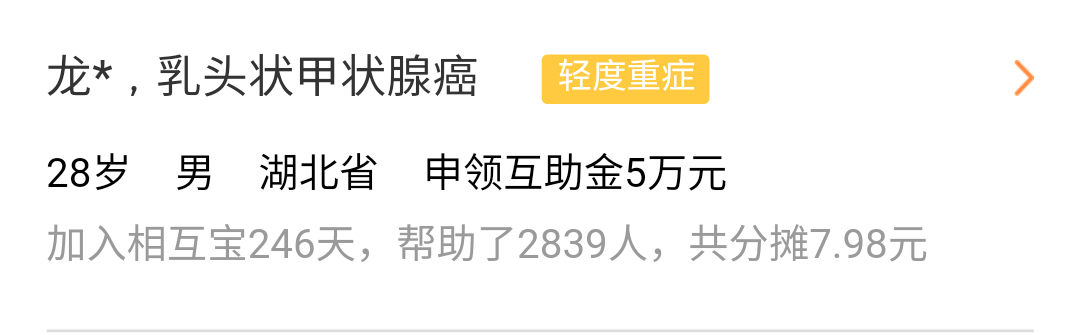 龙*，乳头状甲状腺癌 轻度重症
28岁 男 湖北省 申领互助金5万元
加入相互宝246天，帮助了2839人，共分摊7.98元